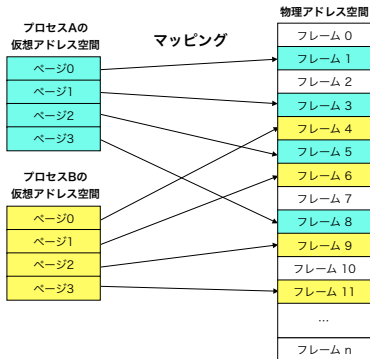 プロセスAの
仮想アドレス空間
ページ0
ページ1
ページ2
ページ3
プロセスBの
仮想アドレス空間
ページ0
ページ1
ページ2
ページ3
マッピング
物理アドレス空間
フレーム 0
フレーム 1
フレーム 2
フレーム 3
フレーム 4
フレーム 5
フレーム 6
フレーム 7
フレーム 8
フレーム 9
フレーム 10
フレーム 11
...
フレーム n